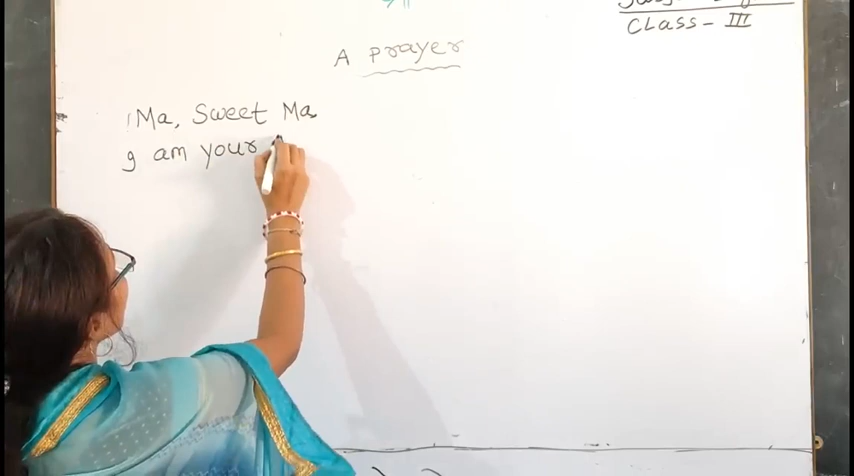 CLASS - III
A prayer
Ma, Sweet Ma,
I am your